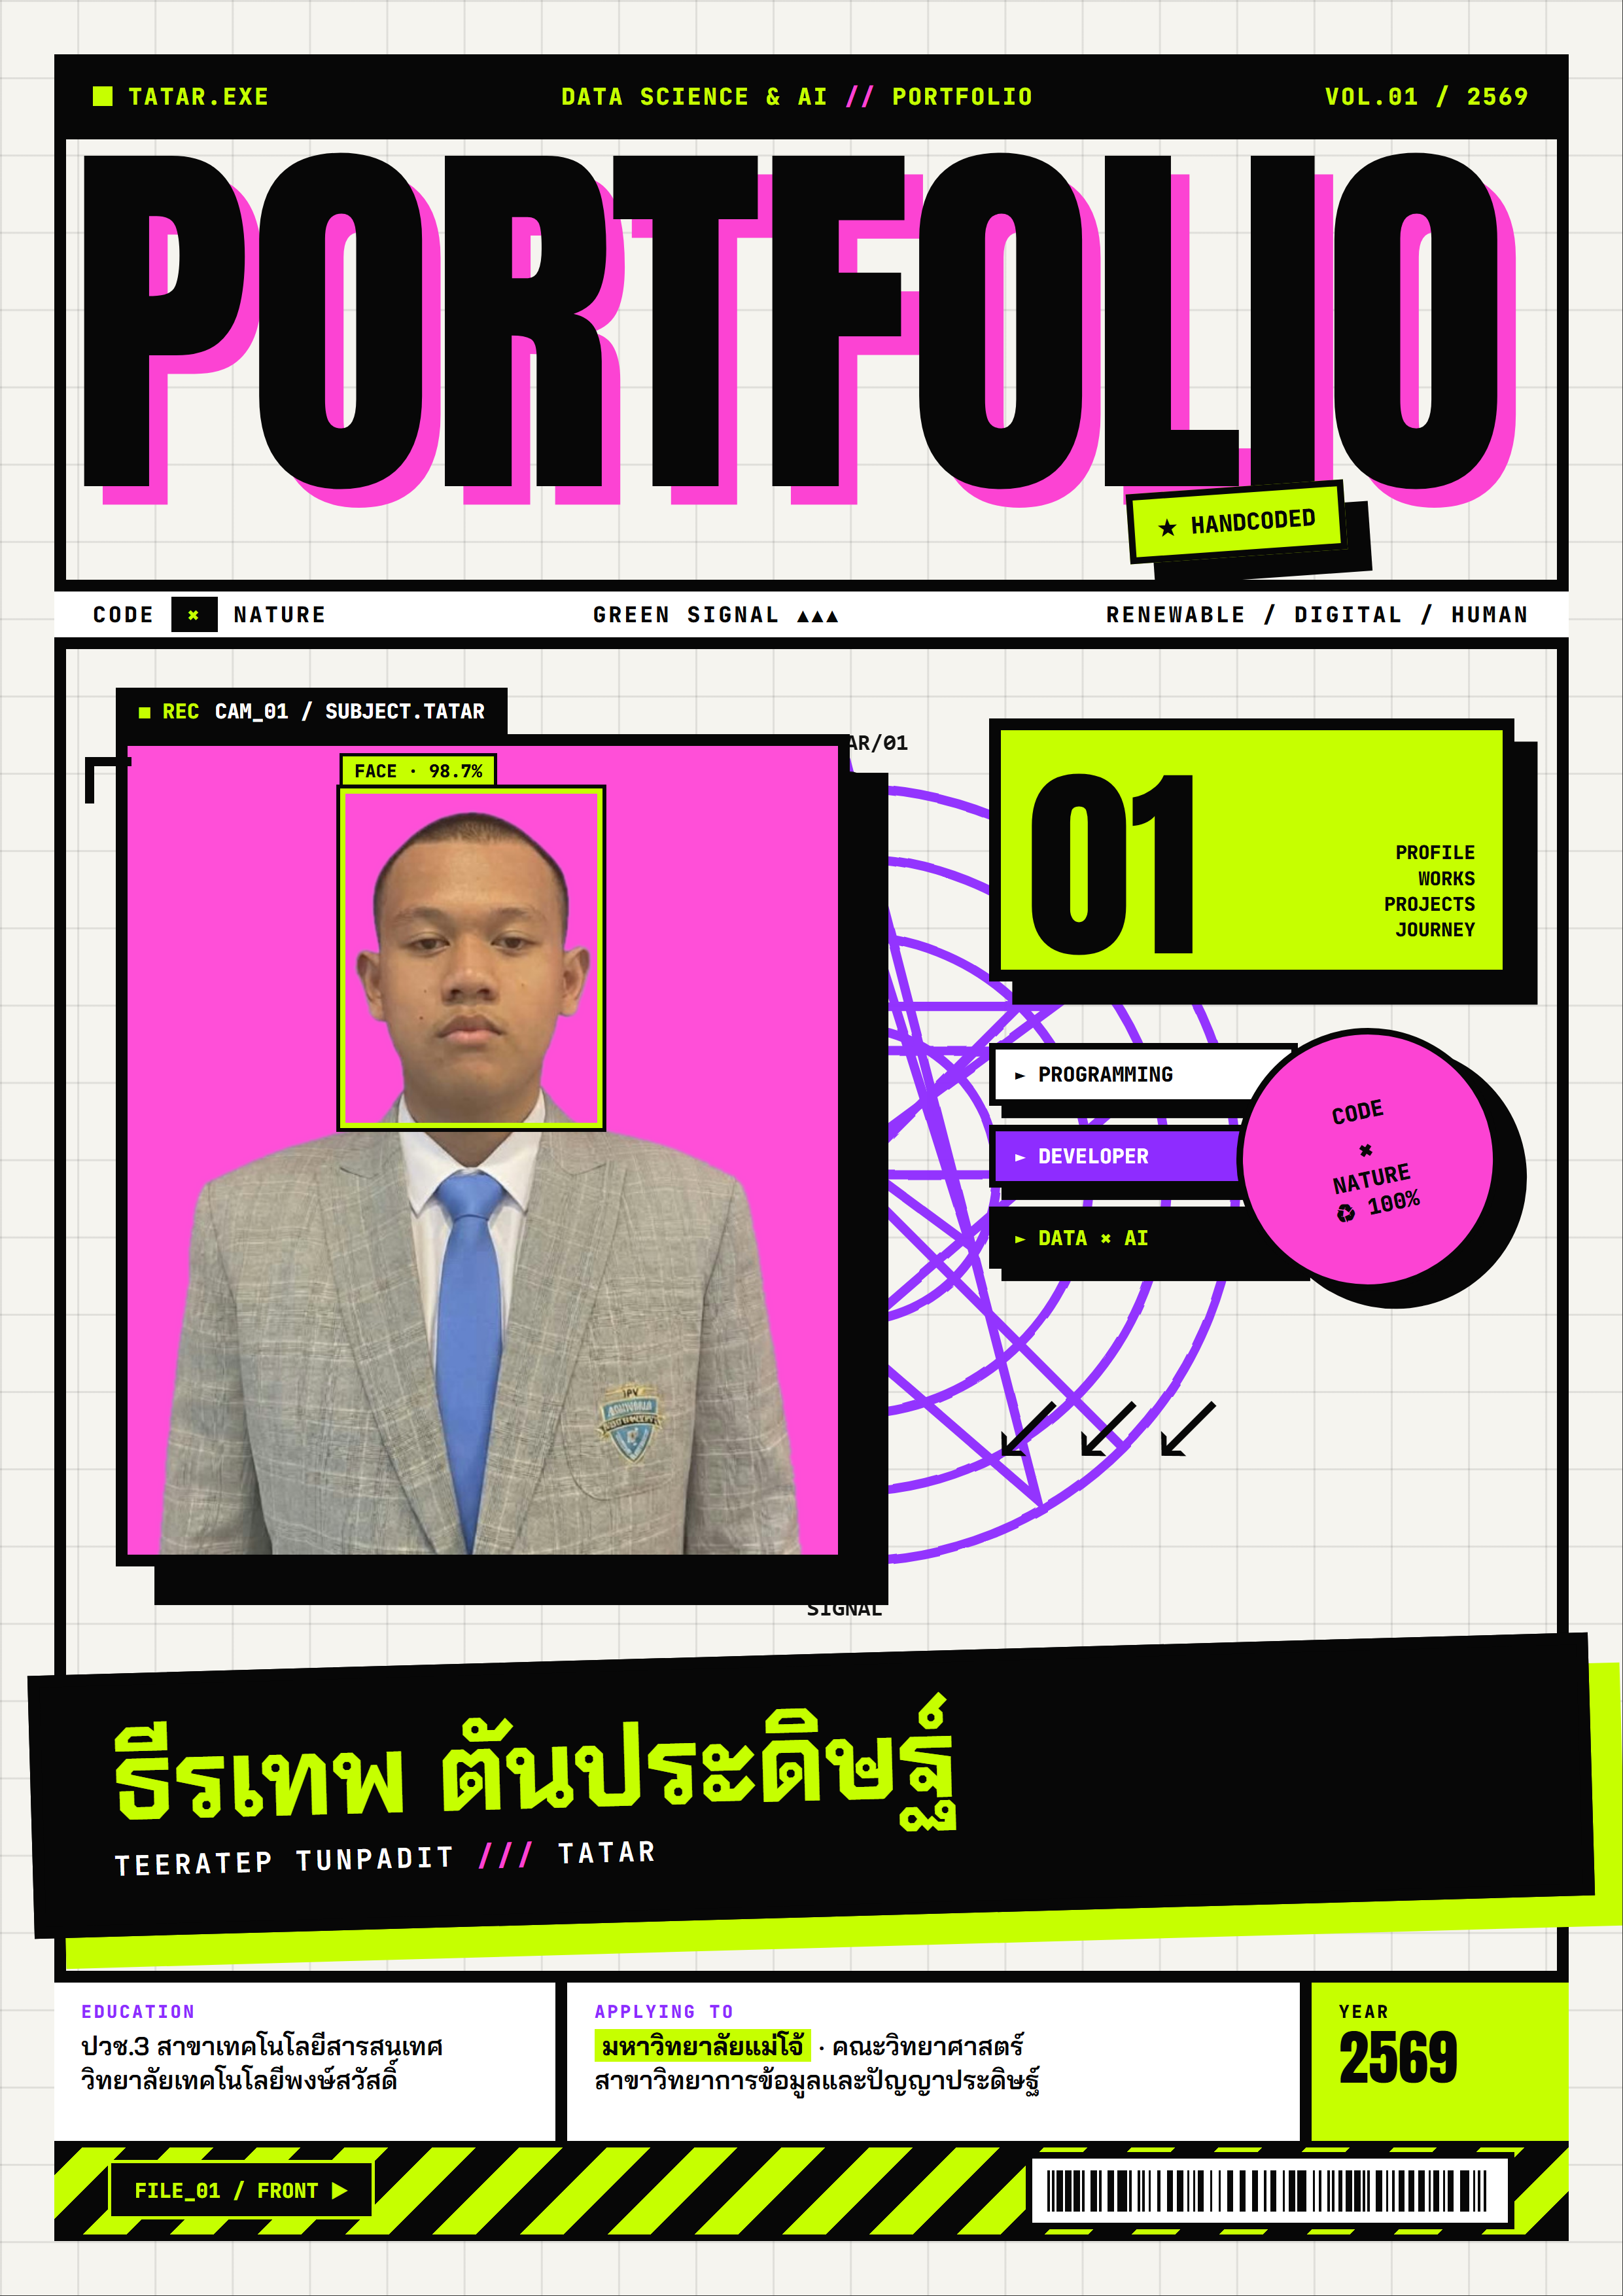 ■ TATAR.EXE
DATA SCIENCE & AI // PORTFOLIO
VOL.01 / 2569
PORTFOLIO
★ HANDCODED
CODE ✖ NATURE
GREEN SIGNAL ▲▲▲
RENEWABLE / DIGITAL / HUMAN
■ REC CAM_01 / SUBJECT.TATAR
AR/01
FACE · 98.7%
01
PROFILE
WORKS
PROJECTS
JOURNEY
► PROGRAMMING
► DEVELOPER
► DATA ✖ AI
CODE
✖
NATURE
♻ 100%
↙ ↙ ↙
SIGNAL
ธีรเทพ ตันประดิษฐ์
TEERATEP TUNPADIT /// TATAR
EDUCATION
ปวช.3 สาขาเทคโนโลยีสารสนเทศ
วิทยาลัยเทคโนโลยีพงษ์สวัสดิ์
APPLYING TO
มหาวิทยาลัยแม่โจ้ · คณะวิทยาศาสตร์
สาขาวิทยาการข้อมูลและปัญญาประดิษฐ์
YEAR
2569
FILE_01 / FRONT ▶